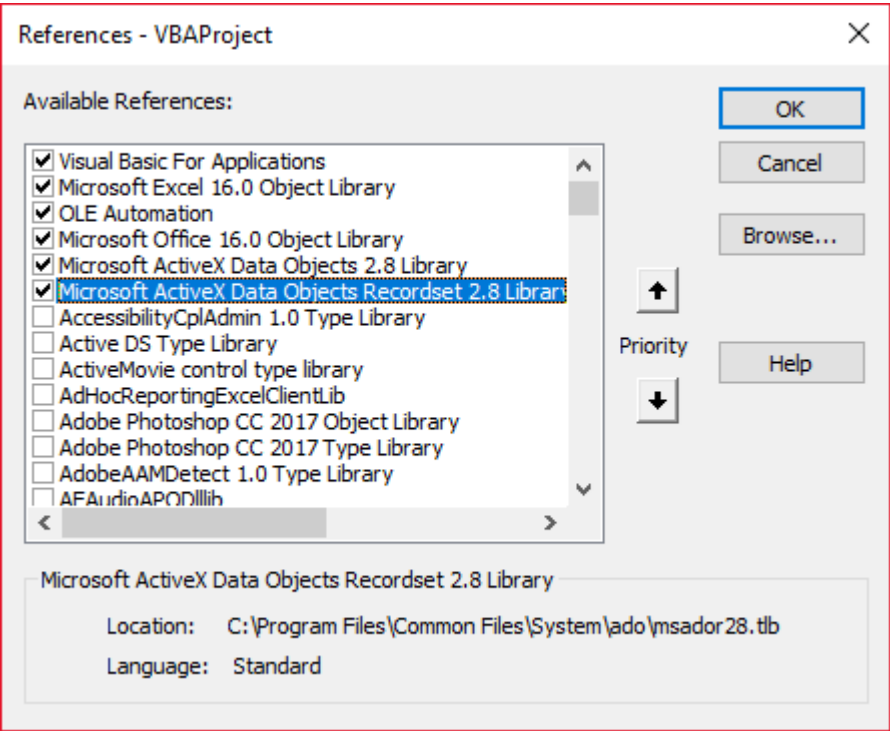 References - VBAProject
Available References:
Visual Basic For Applications
Microsoft Excel 16.0 Object Library
OLE Automation
Microsoft Office 16.0 Object Library
Microsoft ActiveX Data Objects 2.8 Library
Microsoft ActiveX Data Objects Recordset 2.8 Library
AccessibilityCplAdmin 1.0 Type Library
Active DS Type Library
ActiveMovie control type library
AdHocReportingExcelClientLib
Adobe Photoshop CC 2017 Object Library
Adobe Photoshop CC 2017 Type Library
AdobeAAMDetect 1.0 Type Library
AFAudioAPODlllib
OK
Cancel
Browse...
Priority
Help
Microsoft ActiveX Data Objects Recordset 2.8 Library
Location: C:\Program Files\Common Files\System\ado\msador28.tlb
Language: Standard